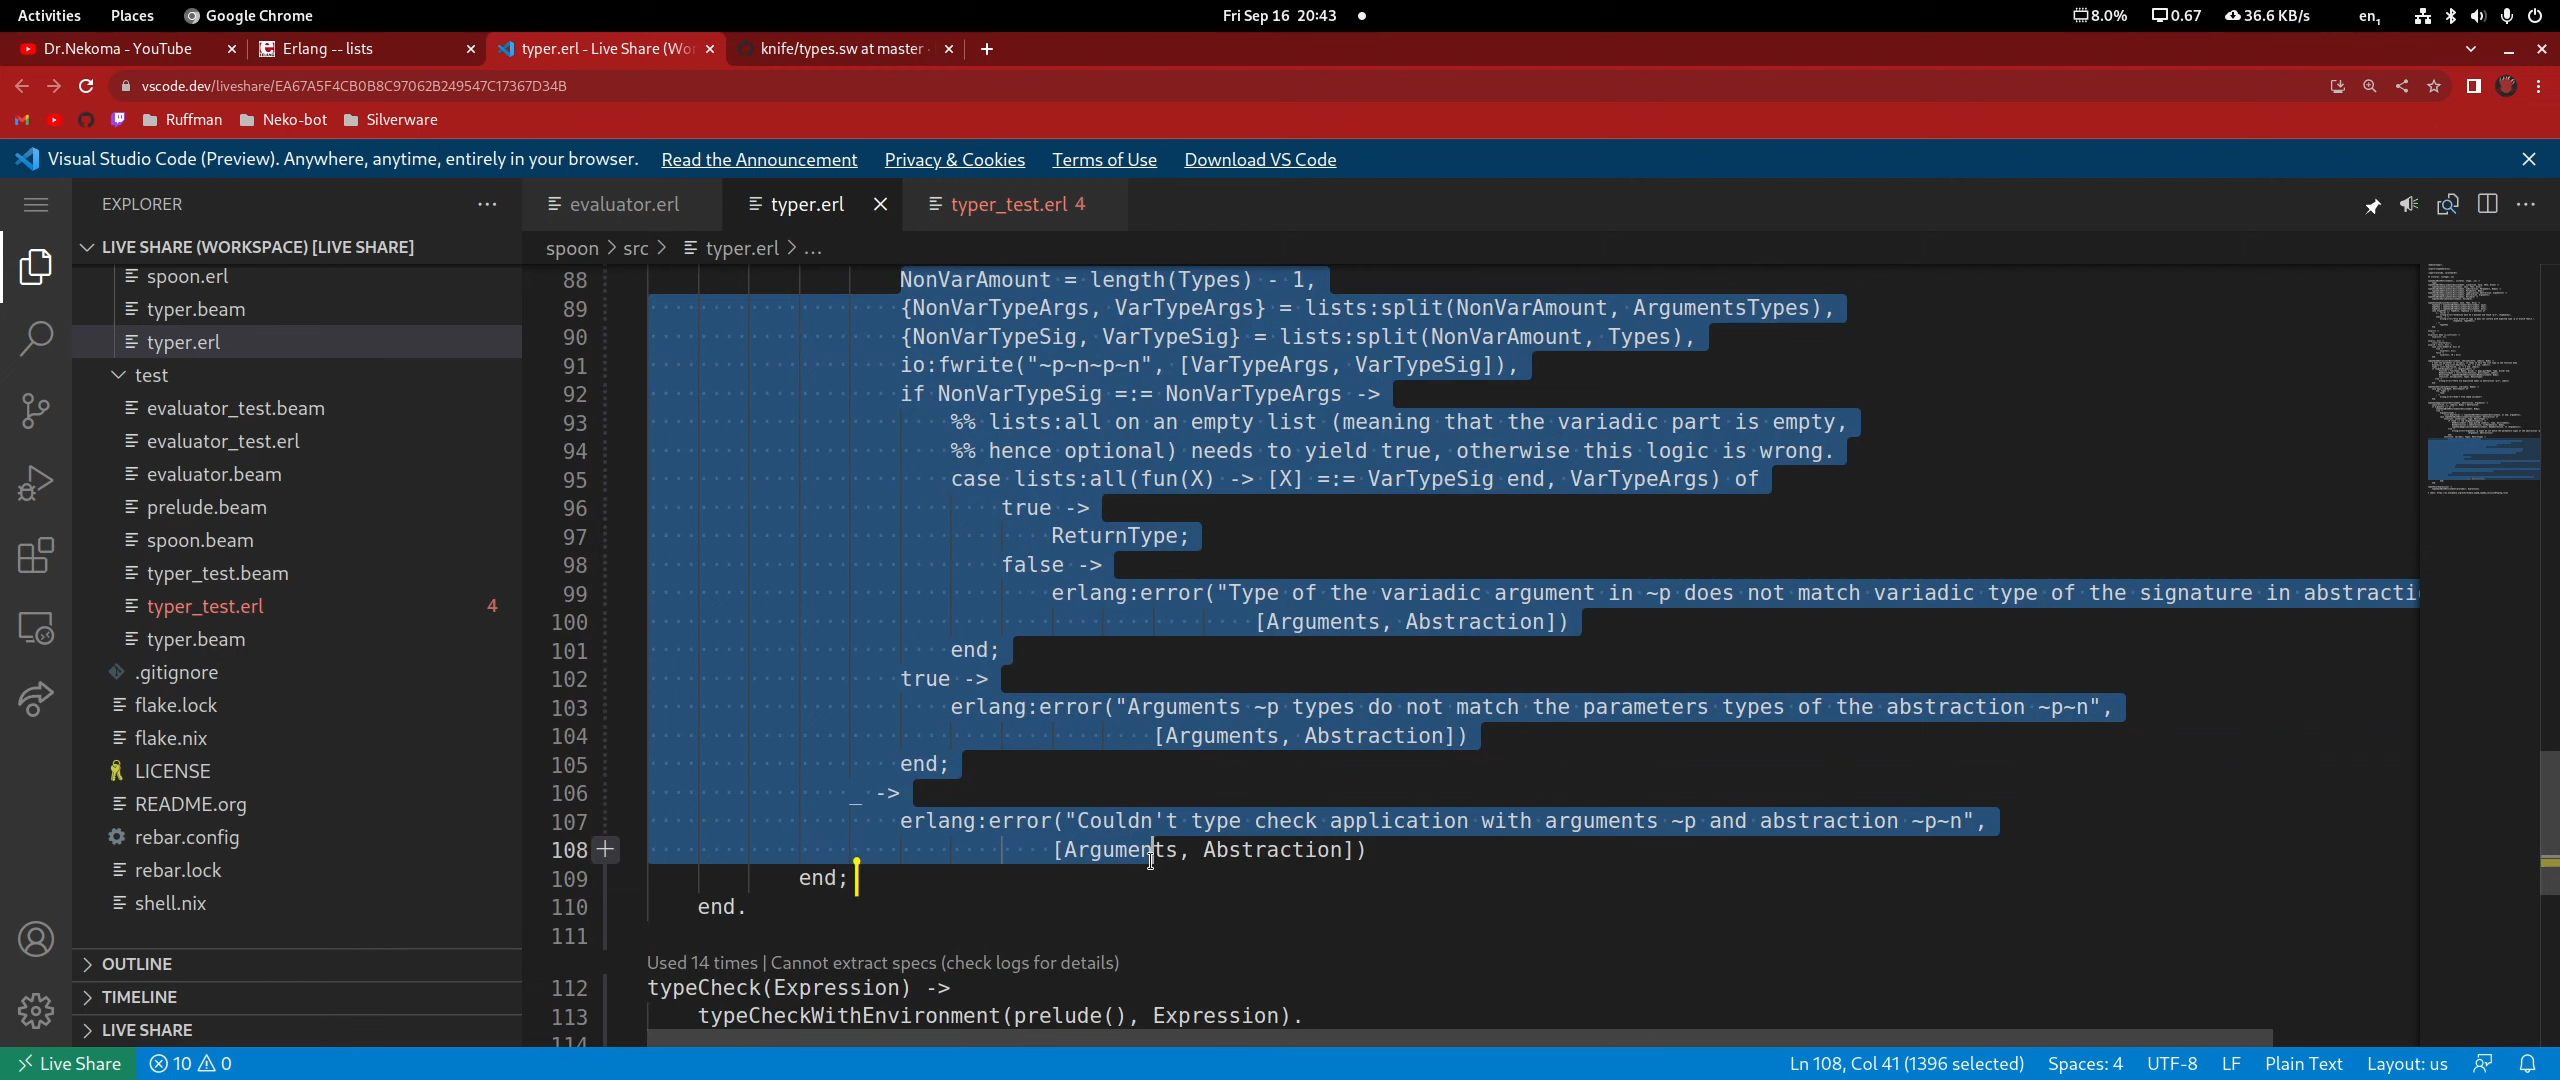 Activities Places Google Chrome Fri Sep 16 20:43 8.0% 0.67 36.6 KB/s en₁
Dr.Nekoma - YouTube Erlang -- lists typer.erl - Live Share (Wor knife/types.sw at master
vscode.dev/liveshare/EA67A5F4CB0B8C97062B249547C17367D34B
Ruffman Neko-bot Silverware
Visual Studio Code (Preview). Anywhere, anytime, entirely in your browser. Read the Announcement Privacy & Cookies Terms of Use Download VS Code
EXPLORER
evaluator.erl typer.erl typer_test.erl 4
LIVE SHARE (WORKSPACE) [LIVE SHARE]
spoon > src > typer.erl > ...
spoon.erl
typer.beam
typer.erl
test
evaluator_test.beam
evaluator_test.erl
evaluator.beam
prelude.beam
spoon.beam
typer_test.beam
typer_test.erl 4
typer.beam
.gitignore
flake.lock
flake.nix
LICENSE
README.org
rebar.config
rebar.lock
shell.nix
OUTLINE
TIMELINE
LIVE SHARE
88 NonVarAmount = length(Types) - 1,
89 {NonVarTypeArgs, VarTypeArgs} = lists:split(NonVarAmount, ArgumentsTypes),
90 {NonVarTypeSig, VarTypeSig} = lists:split(NonVarAmount, Types),
91 io:fwrite("~p~n~p~n", [VarTypeArgs, VarTypeSig]),
92 if NonVarTypeSig =:= NonVarTypeArgs ->
93 %% lists:all on an empty list (meaning that the variadic part is empty,
94 %% hence optional) needs to yield true, otherwise this logic is wrong.
95 case lists:all(fun(X) -> [X] =:= VarTypeSig end, VarTypeArgs) of
96 true ->
97 ReturnType;
98 false ->
99 erlang:error("Type of the variadic argument in ~p does not match variadic type of the signature in abstracti
100 [Arguments, Abstraction])
101 end;
102 true ->
103 erlang:error("Arguments ~p types do not match the parameters types of the abstraction ~p~n",
104 [Arguments, Abstraction])
105 end;
106 _ ->
107 erlang:error("Couldn't type check application with arguments ~p and abstraction ~p~n",
108 [Arguments, Abstraction])
109 end;
110 end.
111
Used 14 times | Cannot extract specs (check logs for details)
112 typeCheck(Expression) ->
113 typeCheckWithEnvironment(prelude(), Expression).
114
Live Share 10 0 Ln 108, Col 41 (1396 selected) Spaces: 4 UTF-8 LF Plain Text Layout: us